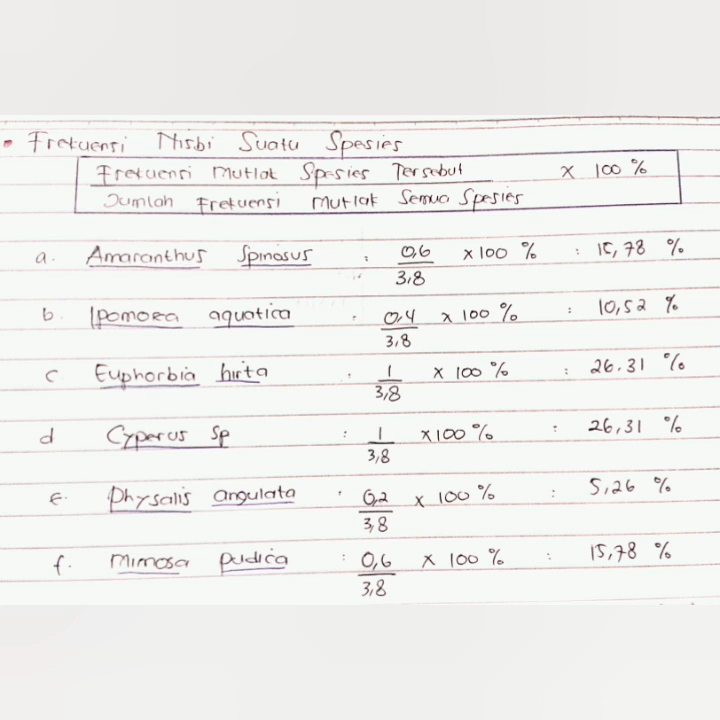 - Frekuensi Nisbi Suatu Spesies
Frekuensi Mutlak Spesies Tersebut x 100 %
Jumlah Frekuensi Mutlak Semua Spesies
a. Amaranthus Spinosus : 0,6 x 100 % : 15,78 %
3,8
b. Ipomoea aquatica : 0,4 x 100 % : 10,52 %
3,8
c Euphorbia hirta : 1 x 100 % : 26.31 %
3,8
d Cyperus Sp : 1 x 100 % : 26,31 %
3,8
e. Physalis angulata : 0,2 x 100 % : 5,26 %
3,8
f. Mimosa pudica : 0,6 x 100 % : 15,78 %
3,8